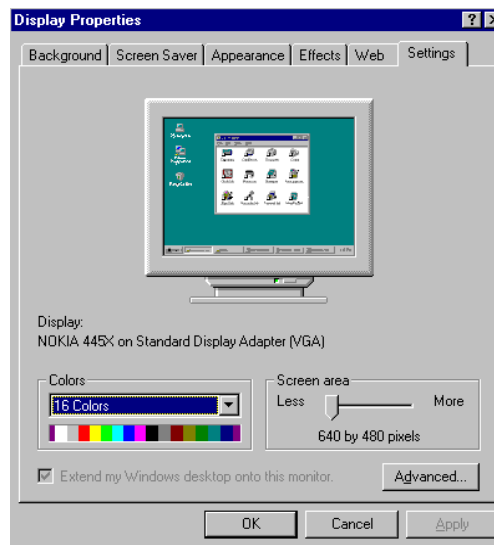 Display Properties
Background Screen Saver Appearance Effects Web Settings
Display:
NOKIA 445X on Standard Display Adapter (VGA)
Colors
16 Colors
Screen area
Less More
640 by 480 pixels
Extend my Windows desktop onto this monitor.
Advanced...
OK Cancel Apply